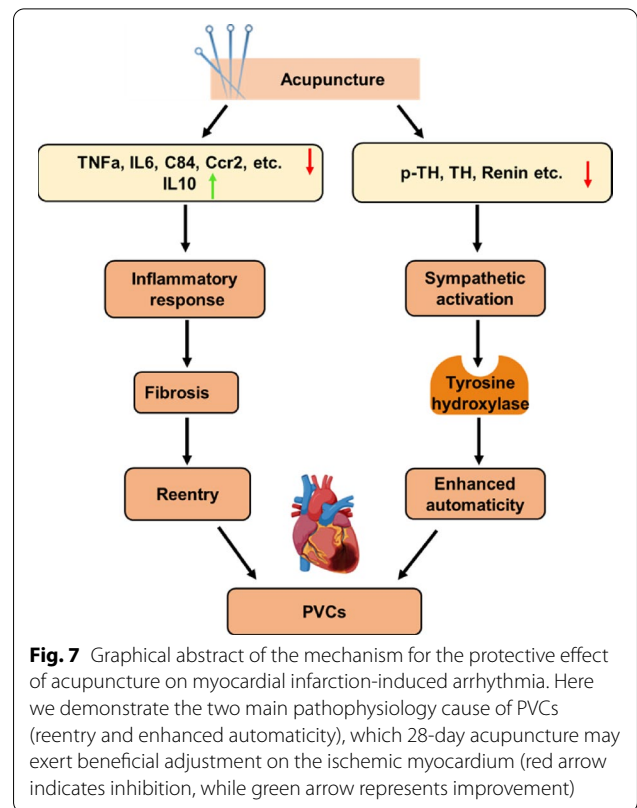 Acupuncture
TNFa, IL6, C84, Ccr2, etc.
IL10
p-TH, TH, Renin etc.
Inflammatory
response
Sympathetic
activation
Fibrosis
Tyrosine
hydroxylase
Reentry
Enhanced
automaticity
PVCs
Fig. 7 Graphical abstract of the mechanism for the protective effect
of acupuncture on myocardial infarction-induced arrhythmia. Here
we demonstrate the two main pathophysiology cause of PVCs
(reentry and enhanced automaticity), which 28-day acupuncture may
exert beneficial adjustment on the ischemic myocardium (red arrow
indicates inhibition, while green arrow represents improvement)